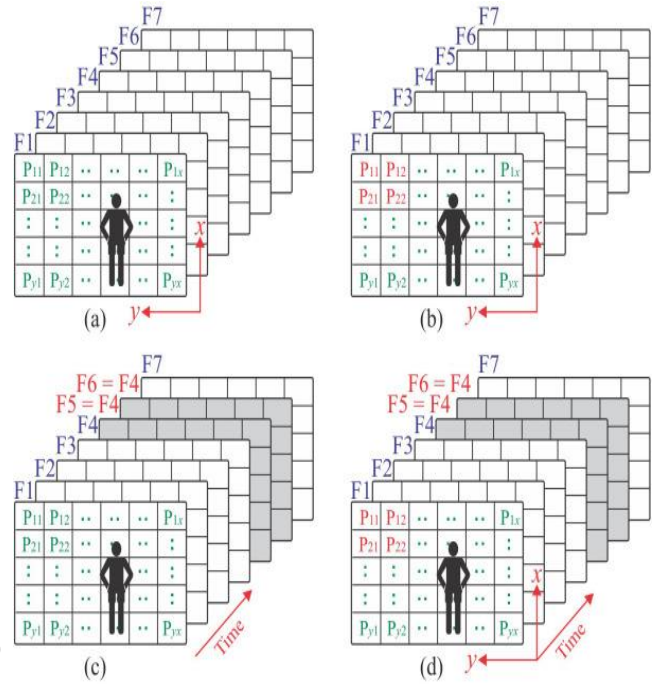 F7
F6
F5
F4
F3
F2
F1
P11 P12 .. .. .. P1x
P21 P22 .. .. .. :
: : : : :
: : : : :
Py1 Py2 .. .. Pyx
x
y
(a)
F7
F6
F5
F4
F3
F2
F1
P11 P12 .. .. .. P1x
P21 P22 .. .. .. :
: : : : :
: : : : :
Py1 Py2 .. .. Pyx
x
y
(b)
F7
F6 = F4
F5 = F4
F4
F3
F2
F1
P11 P12 .. .. .. P1x
P21 P22 .. .. .. :
: : : : :
: : : : :
Py1 Py2 .. .. Pyx
Time
(c)
F7
F6 = F4
F5 = F4
F4
F3
F2
F1
P11 P12 .. .. .. P1x
P21 P22 .. .. .. :
: : : : :
: : : : :
Py1 Py2 .. .. Pyx
x
y
Time
(d)